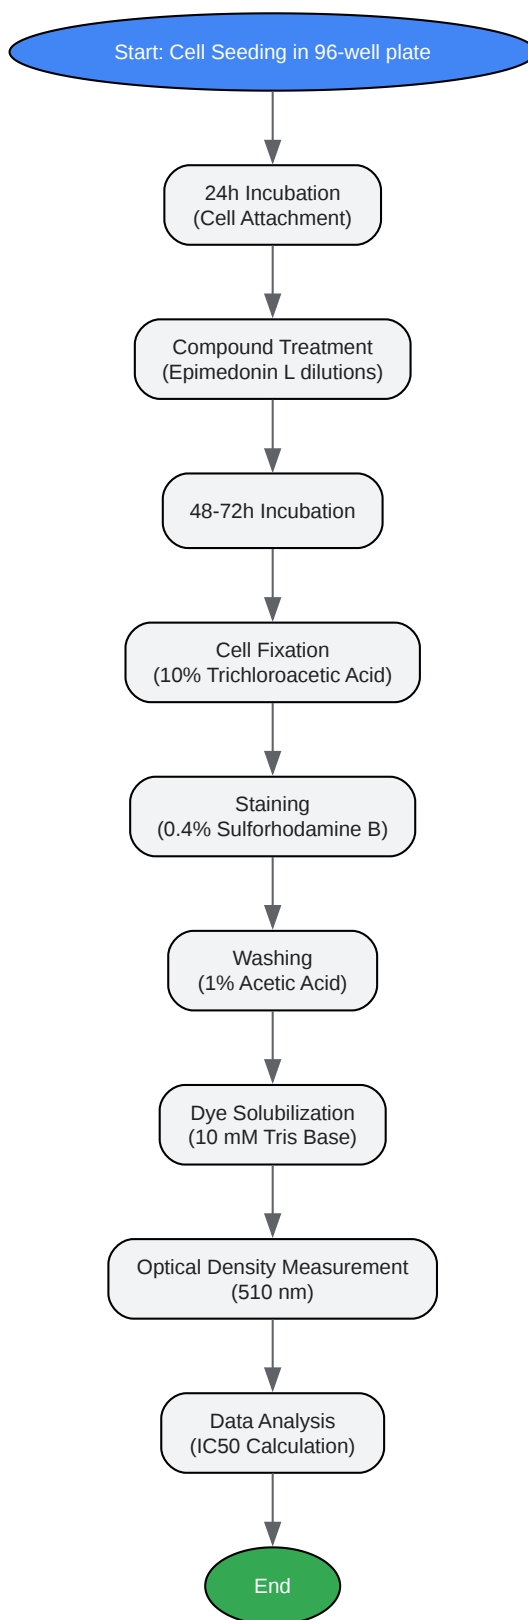 Start: Cell Seeding in 96-well plate
24h Incubation
(Cell Attachment)
Compound Treatment
(Epimedonin L dilutions)
48-72h Incubation
Cell Fixation
(10% Trichloroacetic Acid)
Staining
(0.4% Sulforhodamine B)
Washing
(1% Acetic Acid)
Dye Solubilization
(10 mM Tris Base)
Optical Density Measurement
(510 nm)
Data Analysis
(IC50 Calculation)
End